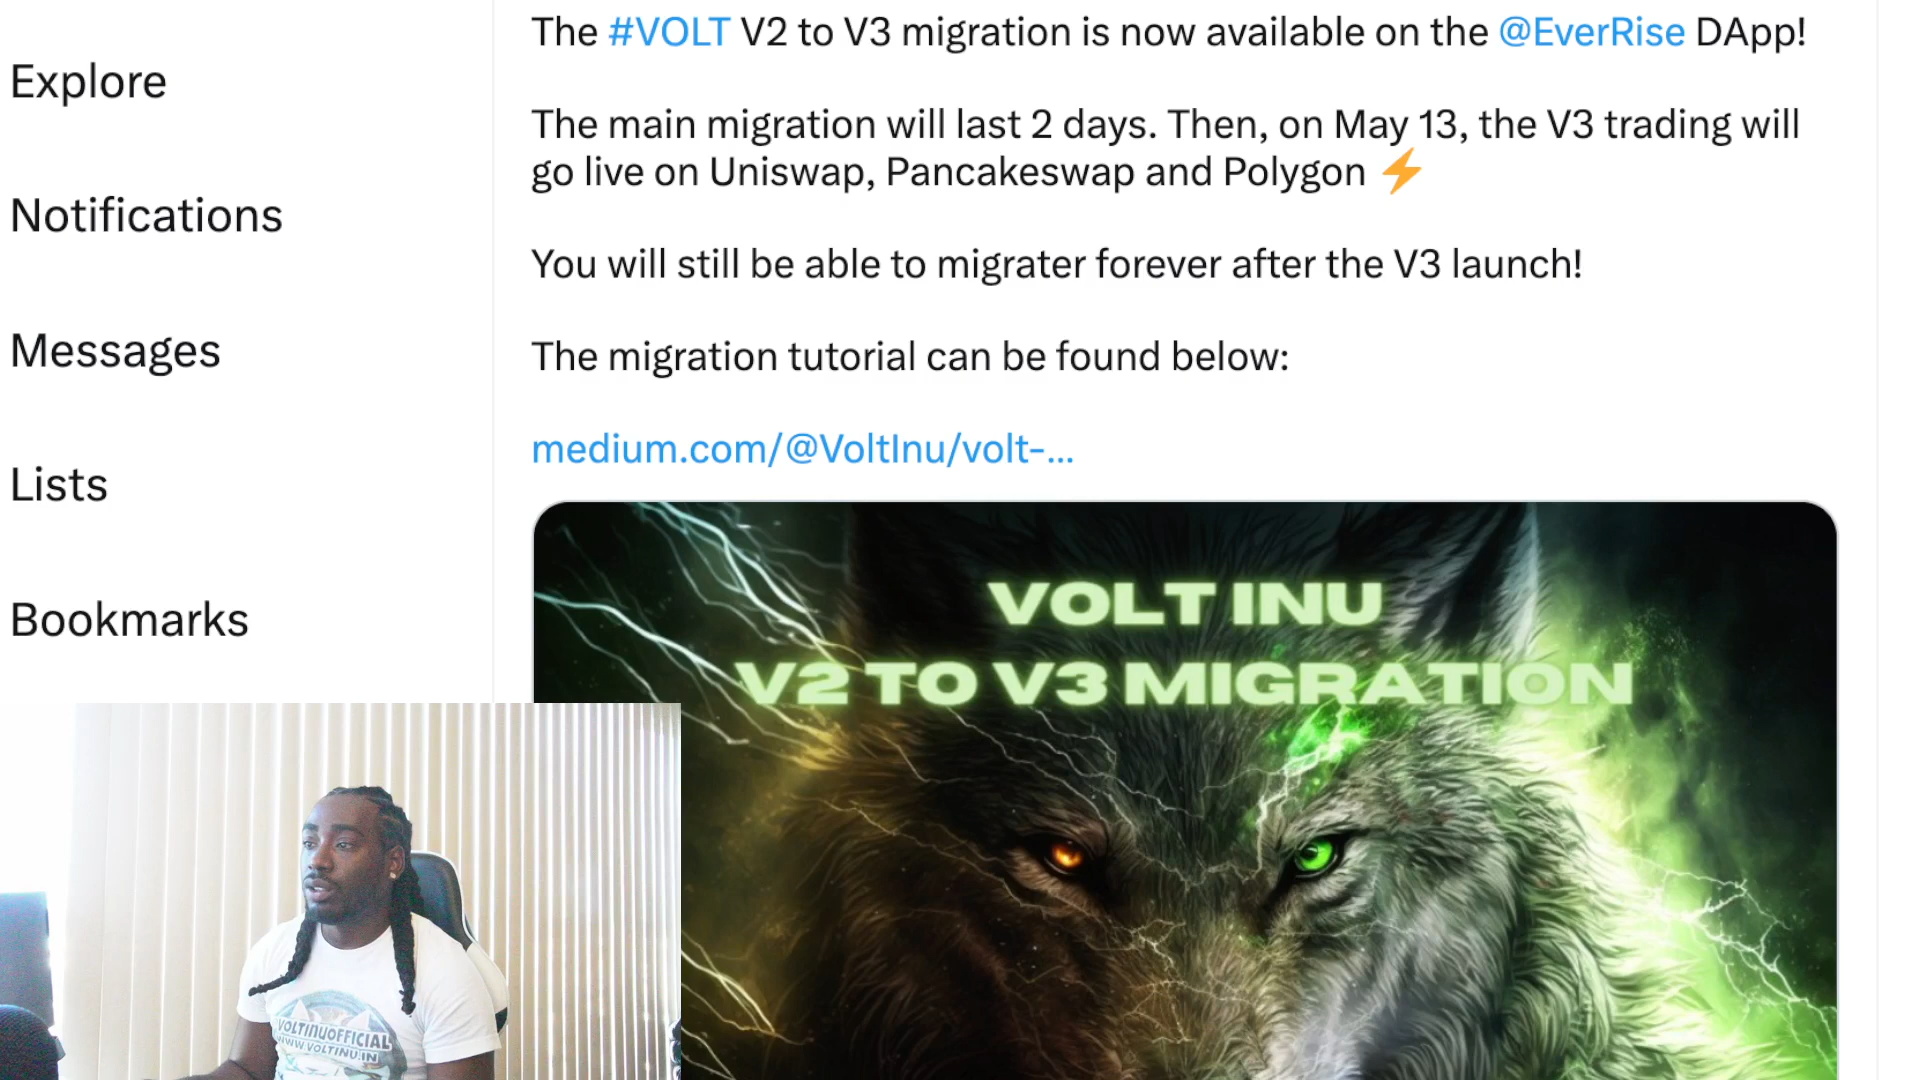 Explore
Notifications
Messages
Lists
Bookmarks
The #VOLT V2 to V3 migration is now available on the @EverRise DApp!
The main migration will last 2 days. Then, on May 13, the V3 trading will
go live on Uniswap, Pancakeswap and Polygon ⚡
You will still be able to migrater forever after the V3 launch!
The migration tutorial can be found below:
medium.com/@VoltInu/volt-...
VOLT INU
V2 TO V3 MIGRATION
VOLTINUOFFICIAL
WWW.VOLTINU.IN